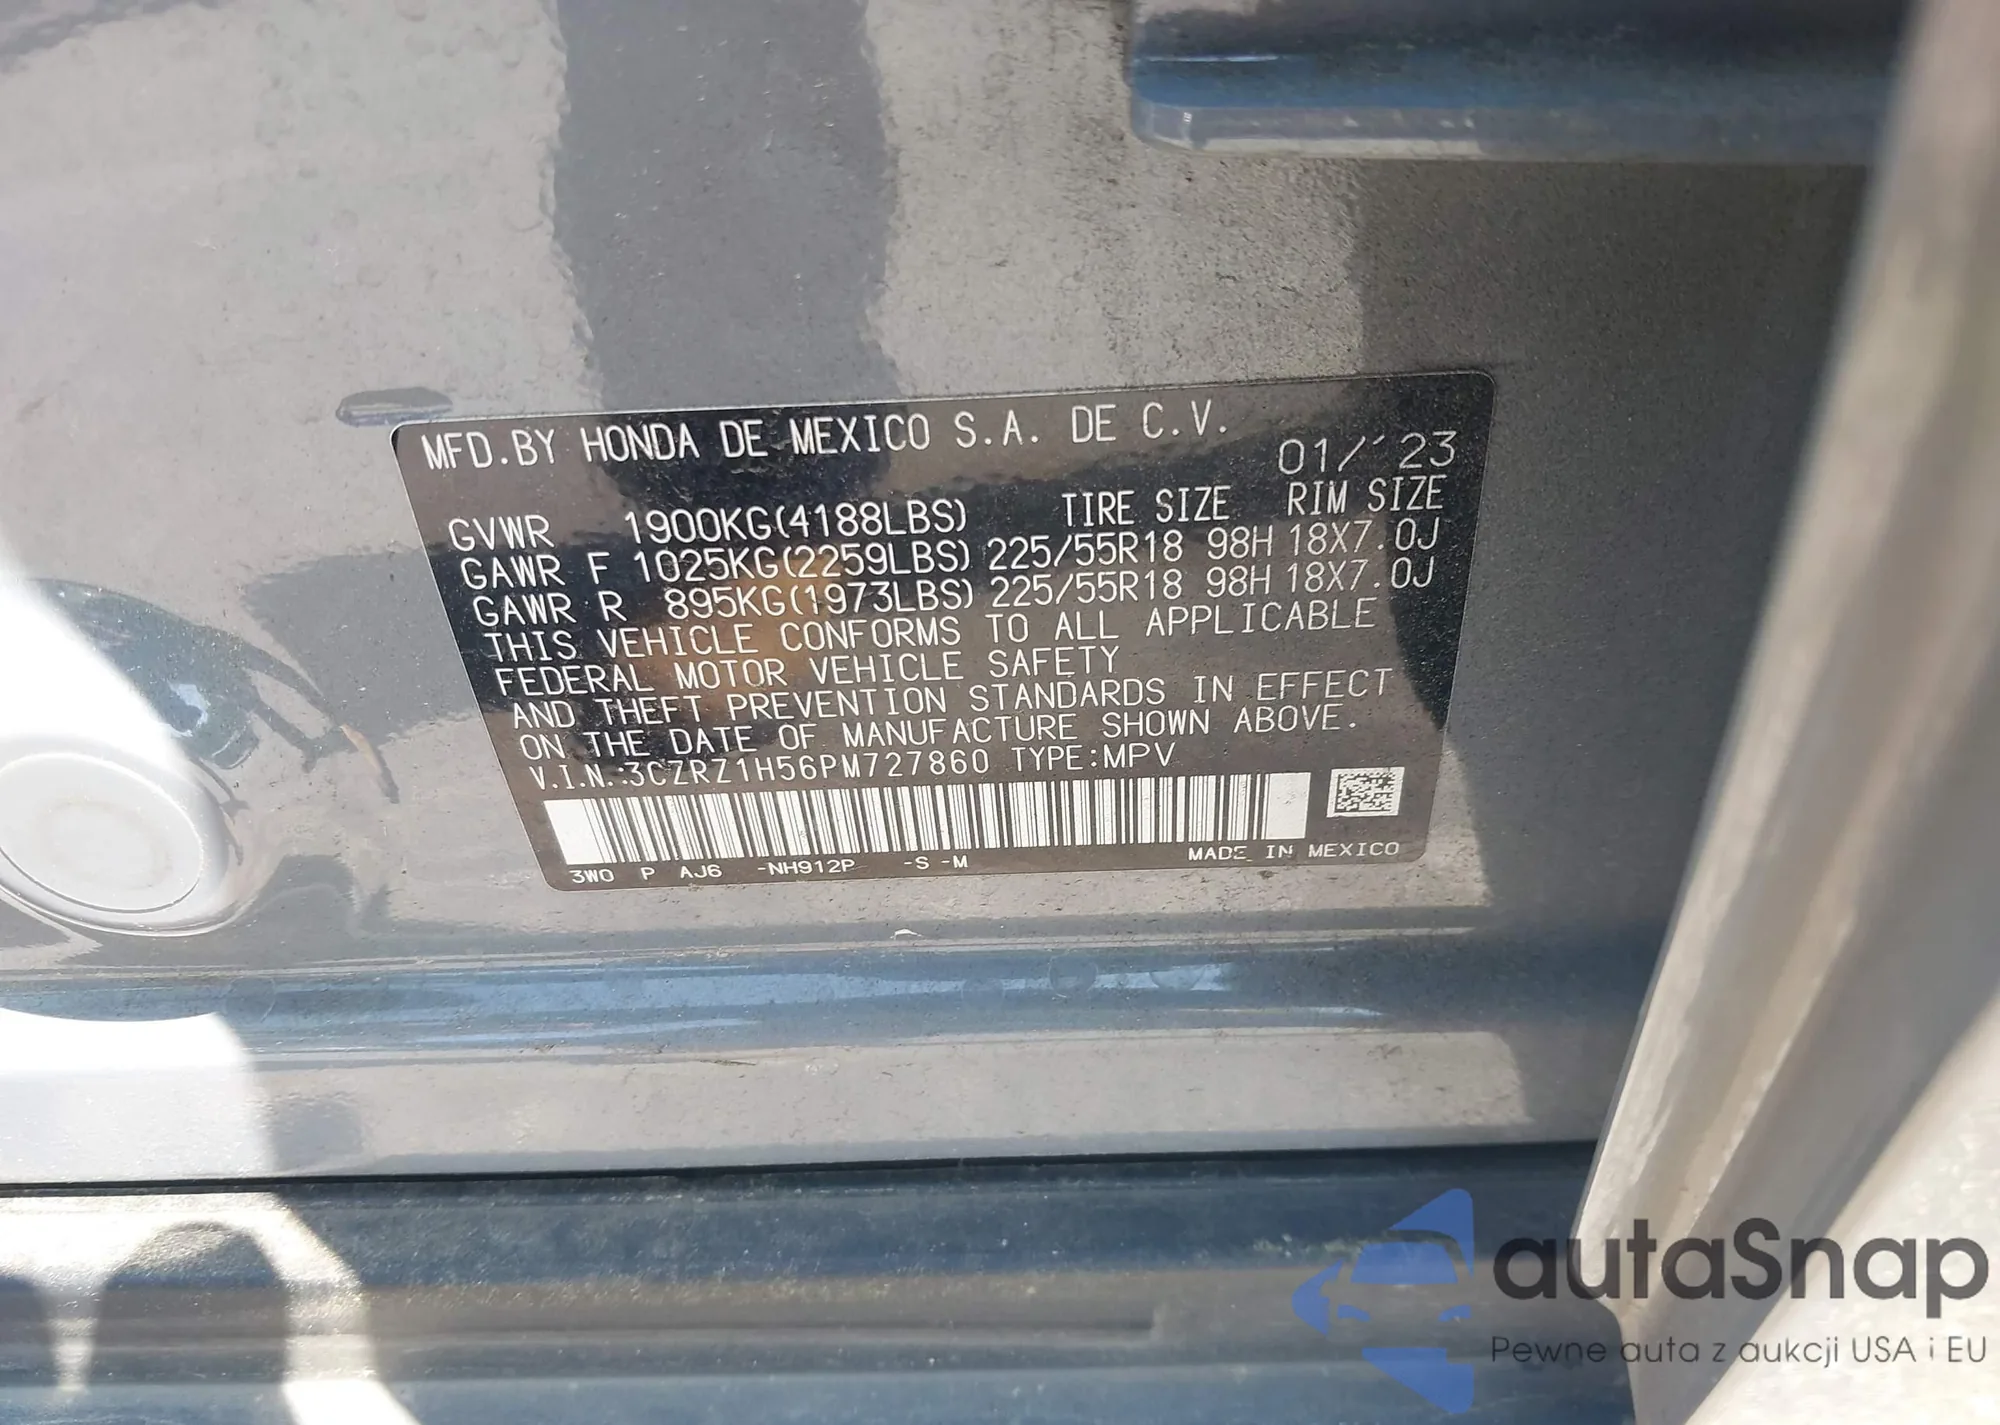 MFD.BY HONDA DE MEXICO S.A. DE C.V.
01/'23
GVWR 1900KG(4188LBS) TIRE SIZE RIM SIZE
GAWR F 1025KG(2259LBS) 225/55R18 98H 18X7.0J
GAWR R 895KG(1973LBS) 225/55R18 98H 18X7.0J
THIS VEHICLE CONFORMS TO ALL APPLICABLE
FEDERAL MOTOR VEHICLE SAFETY
AND THEFT PREVENTION STANDARDS IN EFFECT
ON THE DATE OF MANUFACTURE SHOWN ABOVE.
V.I.N.:3CZRZ1H56PM727860 TYPE:MPV
3W0 P AJ6 -NH912P -S -M MADE IN MEXICO
autaSnap
Pewne auta z aukcji USA i EU